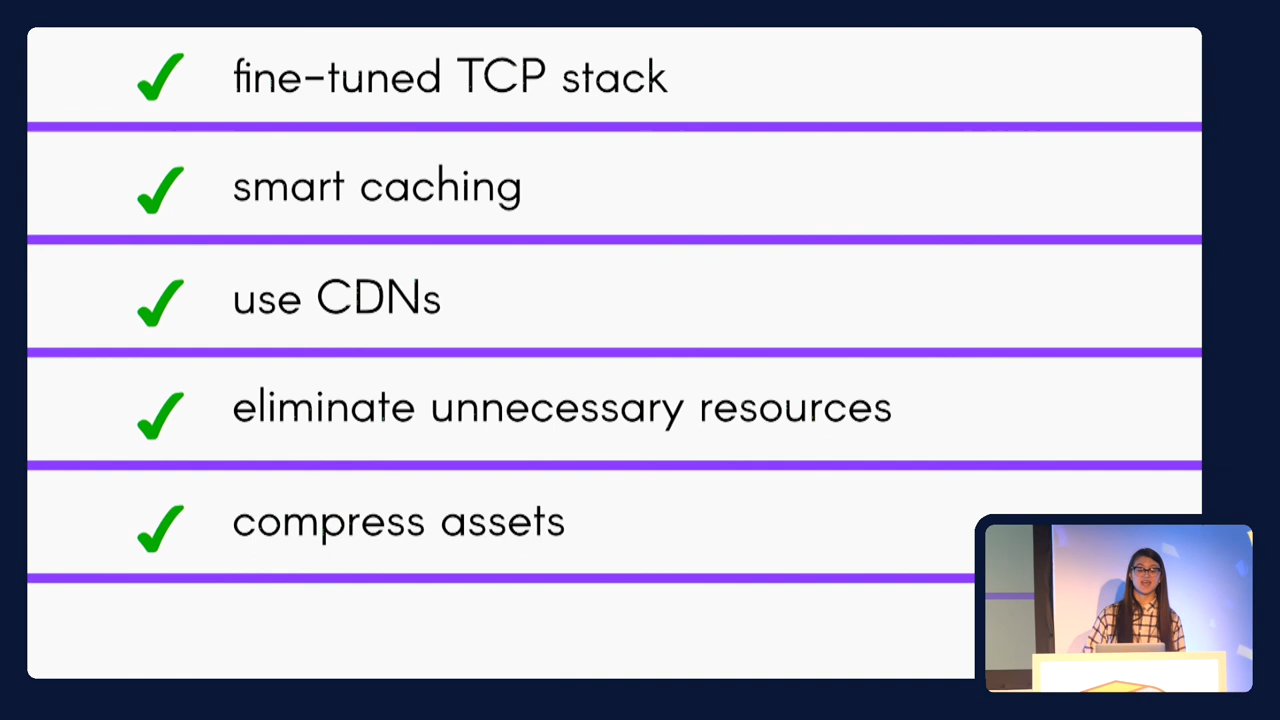 fine-tuned TCP stack
smart caching
use CDNs
eliminate unnecessary resources
compress assets